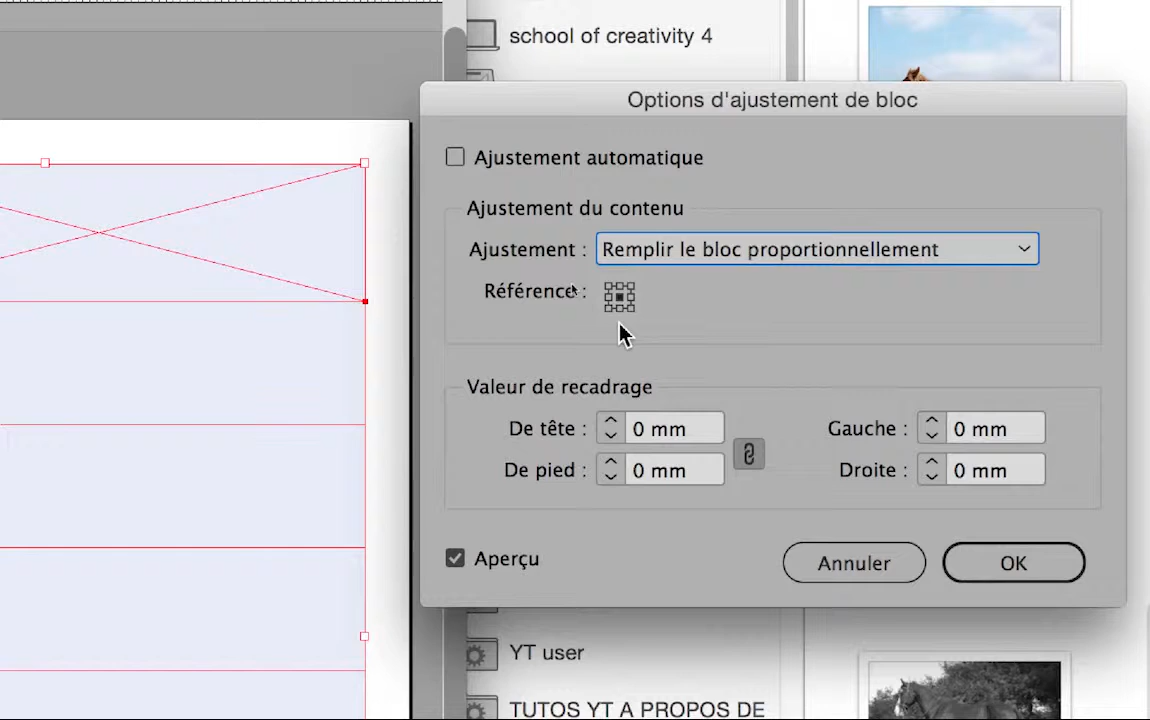 school of creativity 4
Options d'ajustement de bloc
Ajustement automatique
Ajustement du contenu
Ajustement : Remplir le bloc proportionnellement
Référence :
Valeur de recadrage
De tête : 0 mm Gauche : 0 mm
De pied : 0 mm Droite : 0 mm
Aperçu
Annuler OK
YT user
TUTOS YT A PROPOS DE